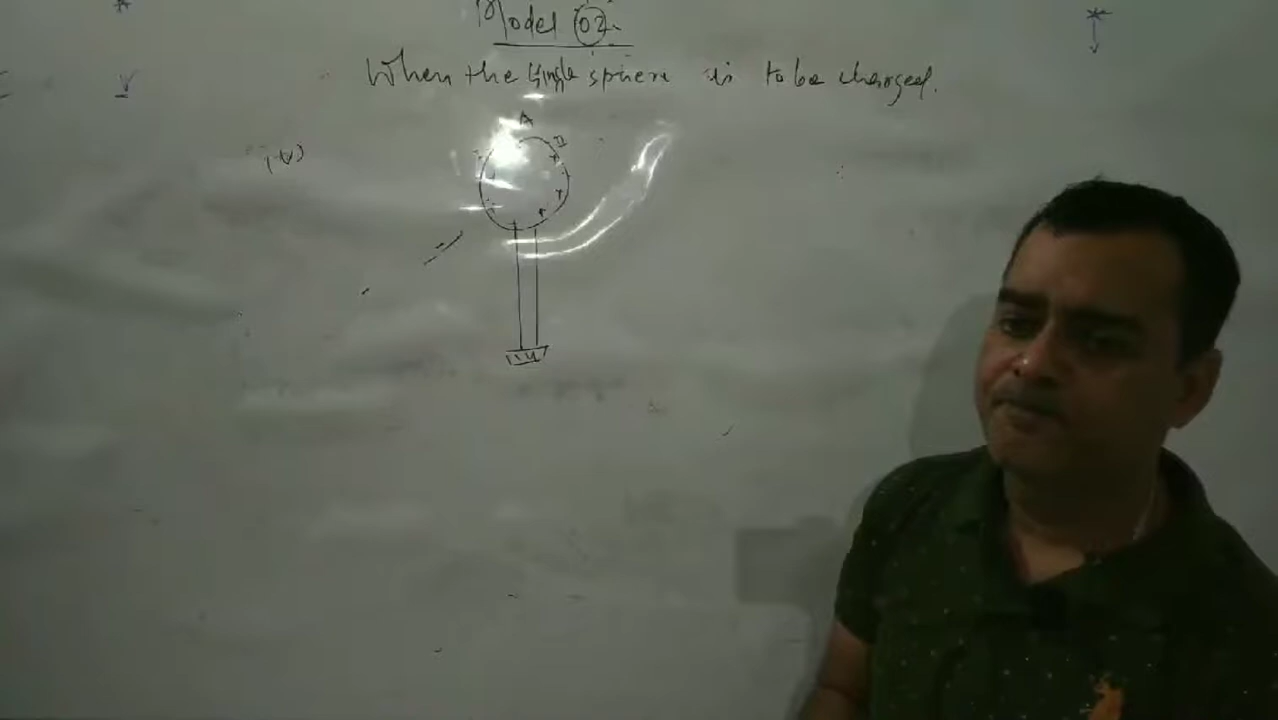 Model 02.
When the single sphere is to be charged.
(v)
A